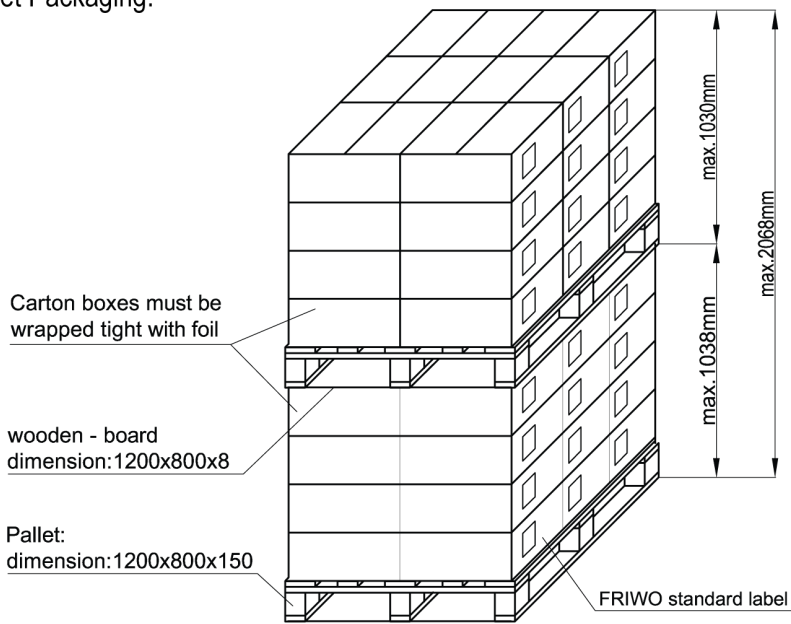 ct Packaging:
max.1030mm
max.2068mm
max.1038mm
Carton boxes must be
wrapped tight with foil
wooden - board
dimension:1200x800x8
Pallet:
dimension:1200x800x150
FRIWO standard label